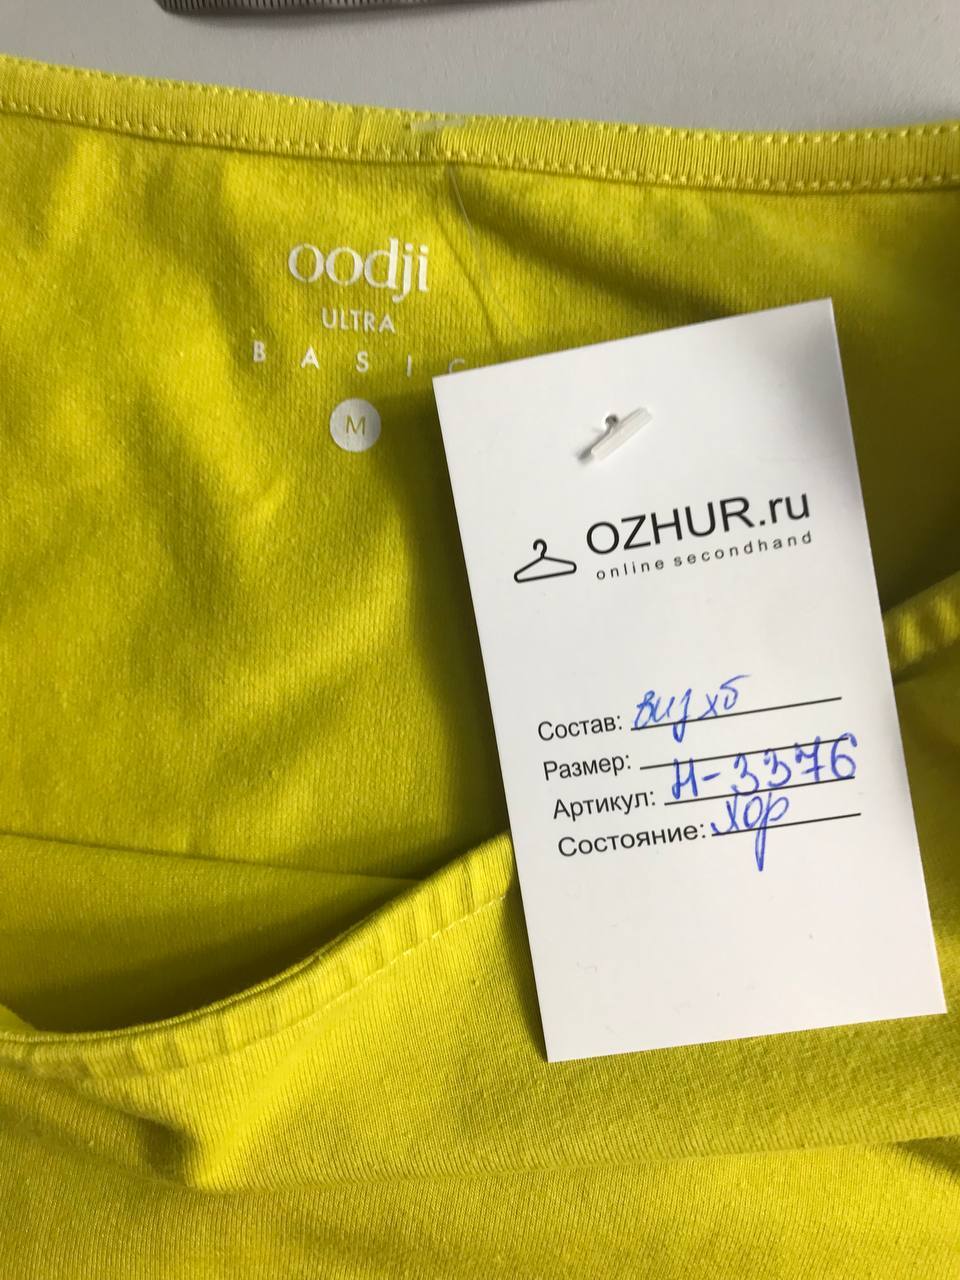 oodji
ULTRA
BASIC
M
OZHUR.ru
online secondhand
Состав: виз хб
Размер:
Артикул: Н-3376
Состояние: хор